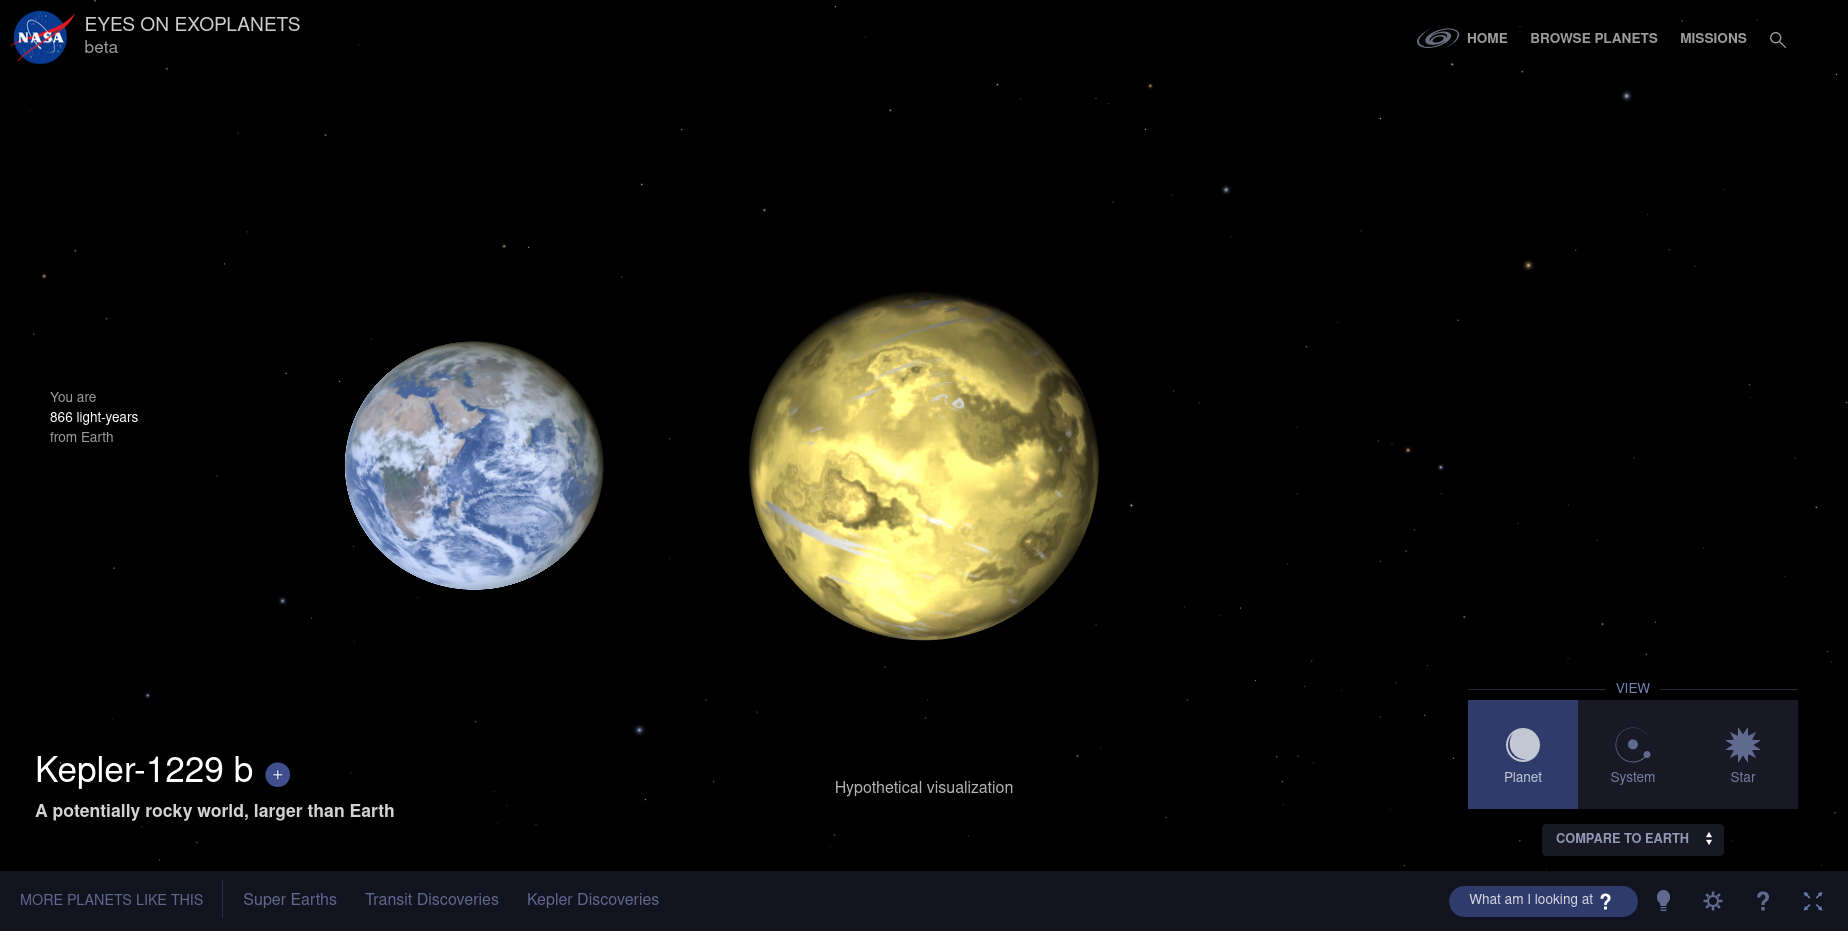 NASA
EYES ON EXOPLANETS
beta
HOME
BROWSE PLANETS
MISSIONS
You are
866 light-years
from Earth
Kepler-1229 b +
A potentially rocky world, larger than Earth
Hypothetical visualization
VIEW
Planet
System
Star
COMPARE TO EARTH
MORE PLANETS LIKE THIS
Super Earths
Transit Discoveries
Kepler Discoveries
What am I looking at ?
?